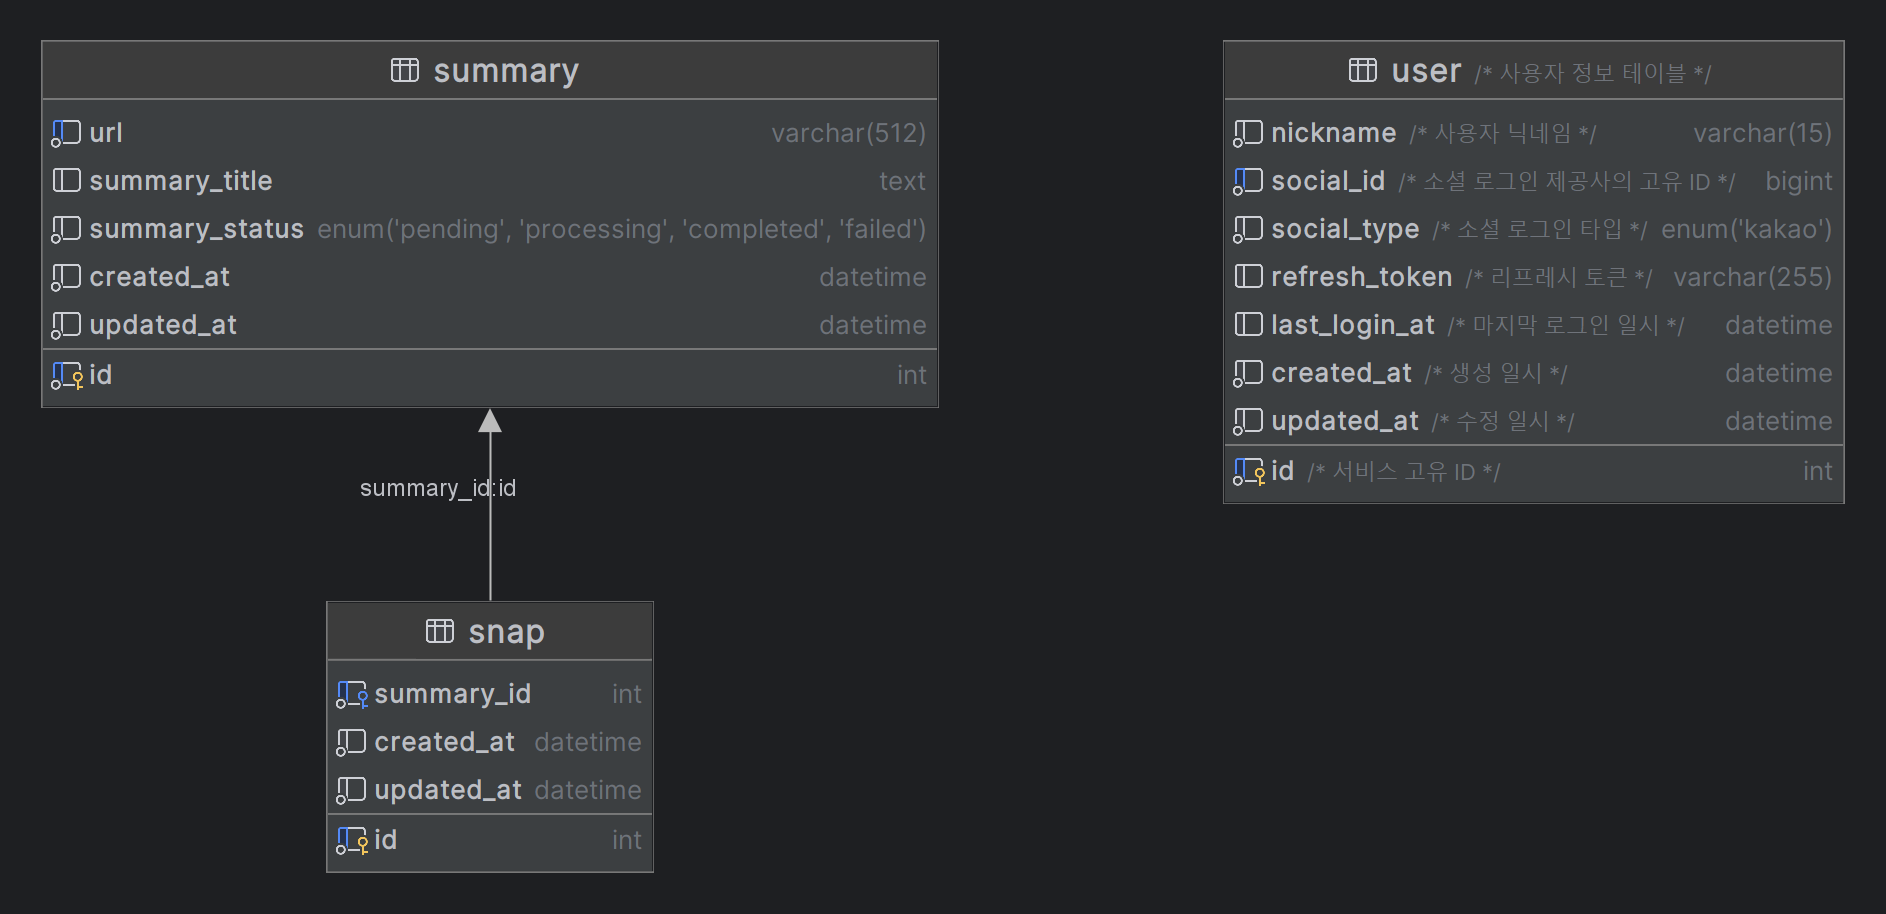 summary
url varchar(512)
summary_title text
summary_status enum('pending', 'processing', 'completed', 'failed')
created_at datetime
updated_at datetime
id int
user /* 사용자 정보 테이블 */
nickname /* 사용자 닉네임 */ varchar(15)
social_id /* 소셜 로그인 제공사의 고유 ID */ bigint
social_type /* 소셜 로그인 타입 */ enum('kakao')
refresh_token /* 리프레시 토큰 */ varchar(255)
last_login_at /* 마지막 로그인 일시 */ datetime
created_at /* 생성 일시 */ datetime
updated_at /* 수정 일시 */ datetime
id /* 서비스 고유 ID */ int
summary_id:id
snap
summary_id int
created_at datetime
updated_at datetime
id int